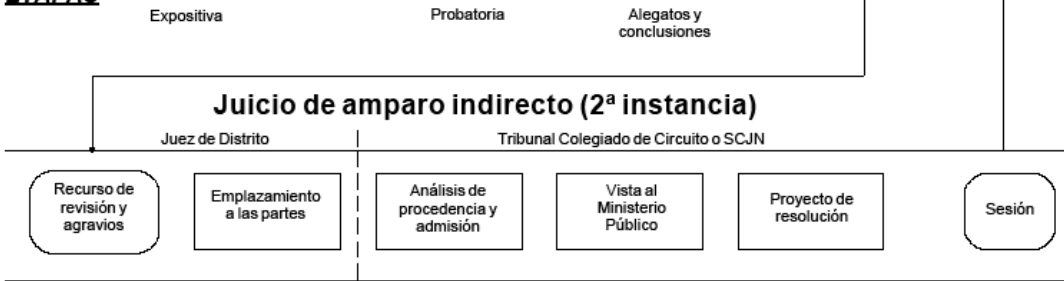 Expositiva
Probatoria
Alegatos y
conclusiones
Juicio de amparo indirecto (2ª instancia)
Juez de Distrito
Tribunal Colegiado de Circuito o SCJN
Recurso de
revisión y
agravios
Emplazamiento
a las partes
Análisis de
procedencia y
admisión
Vista al
Ministerio
Público
Proyecto de
resolución
Sesión